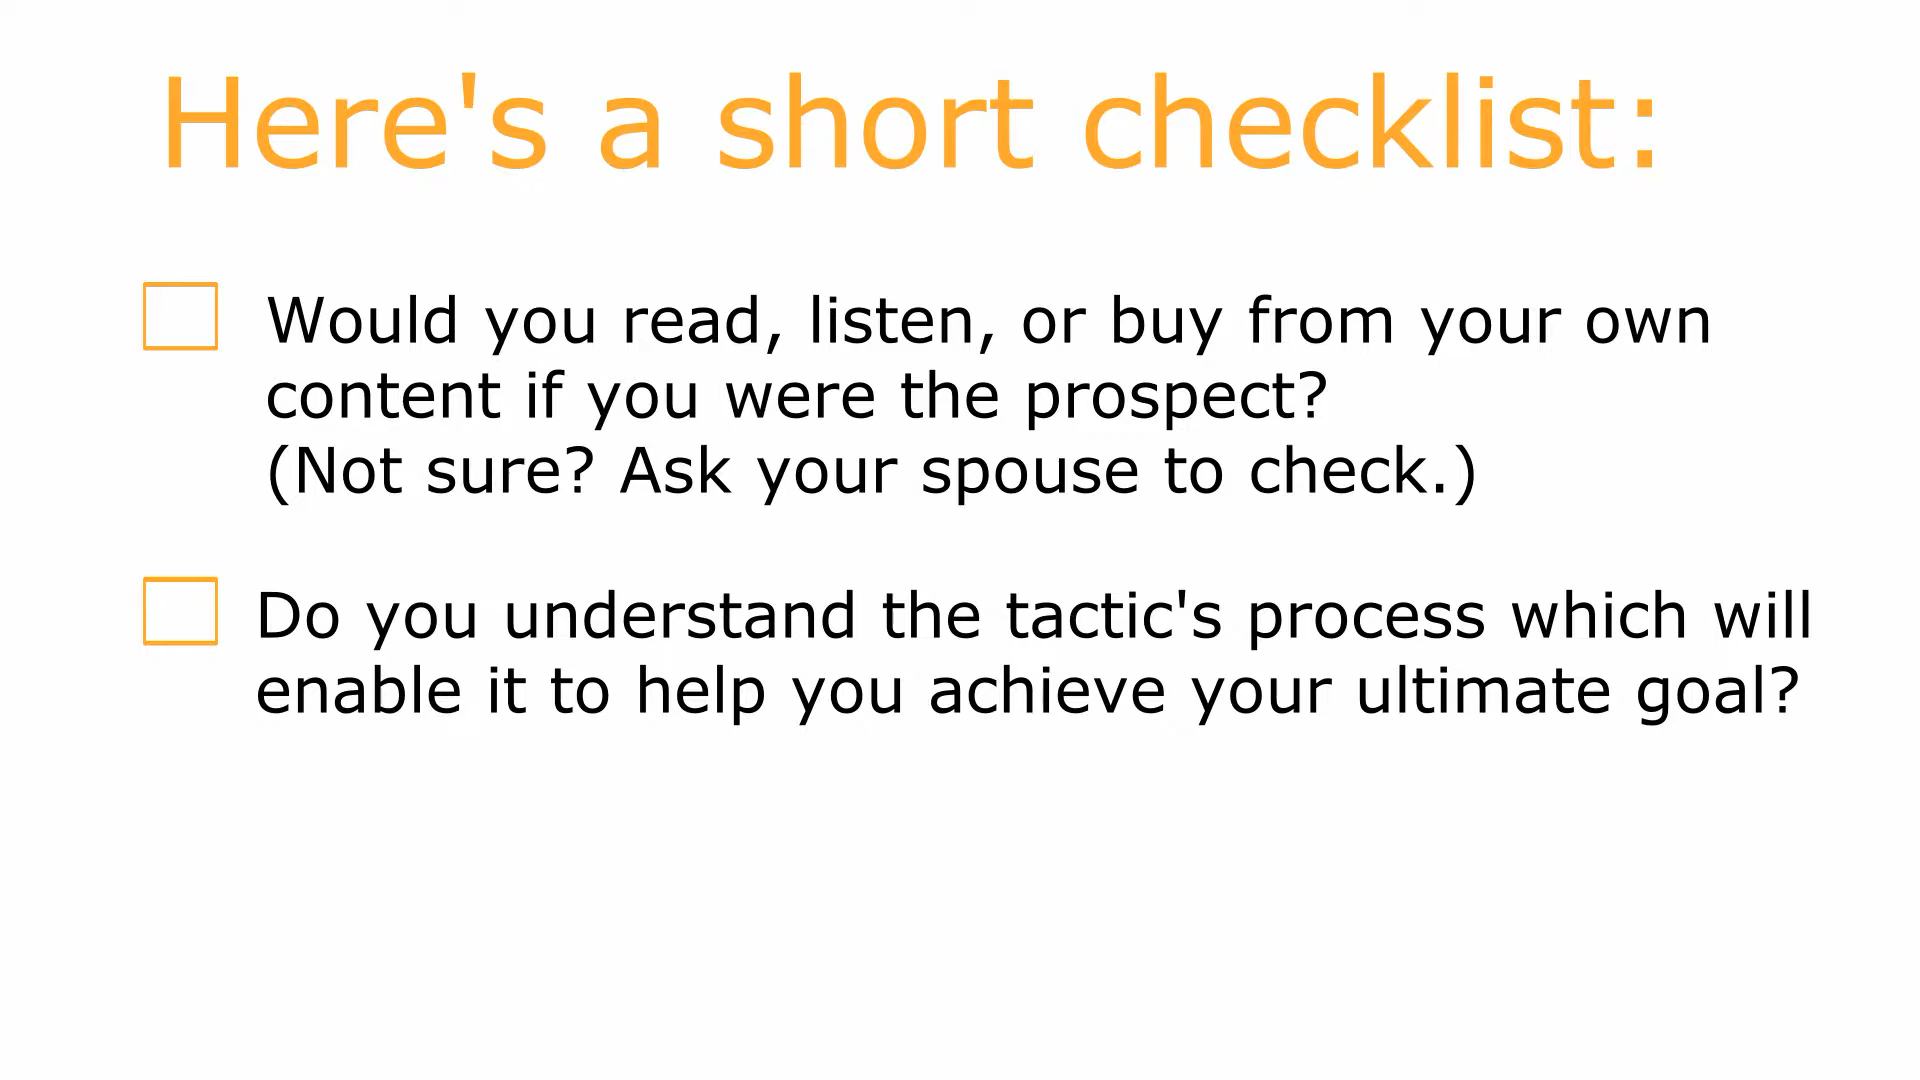 Here's a short checklist:
Would you read, listen, or buy from your own
content if you were the prospect?
(Not sure? Ask your spouse to check.)
Do you understand the tactic's process which will
enable it to help you achieve your ultimate goal?